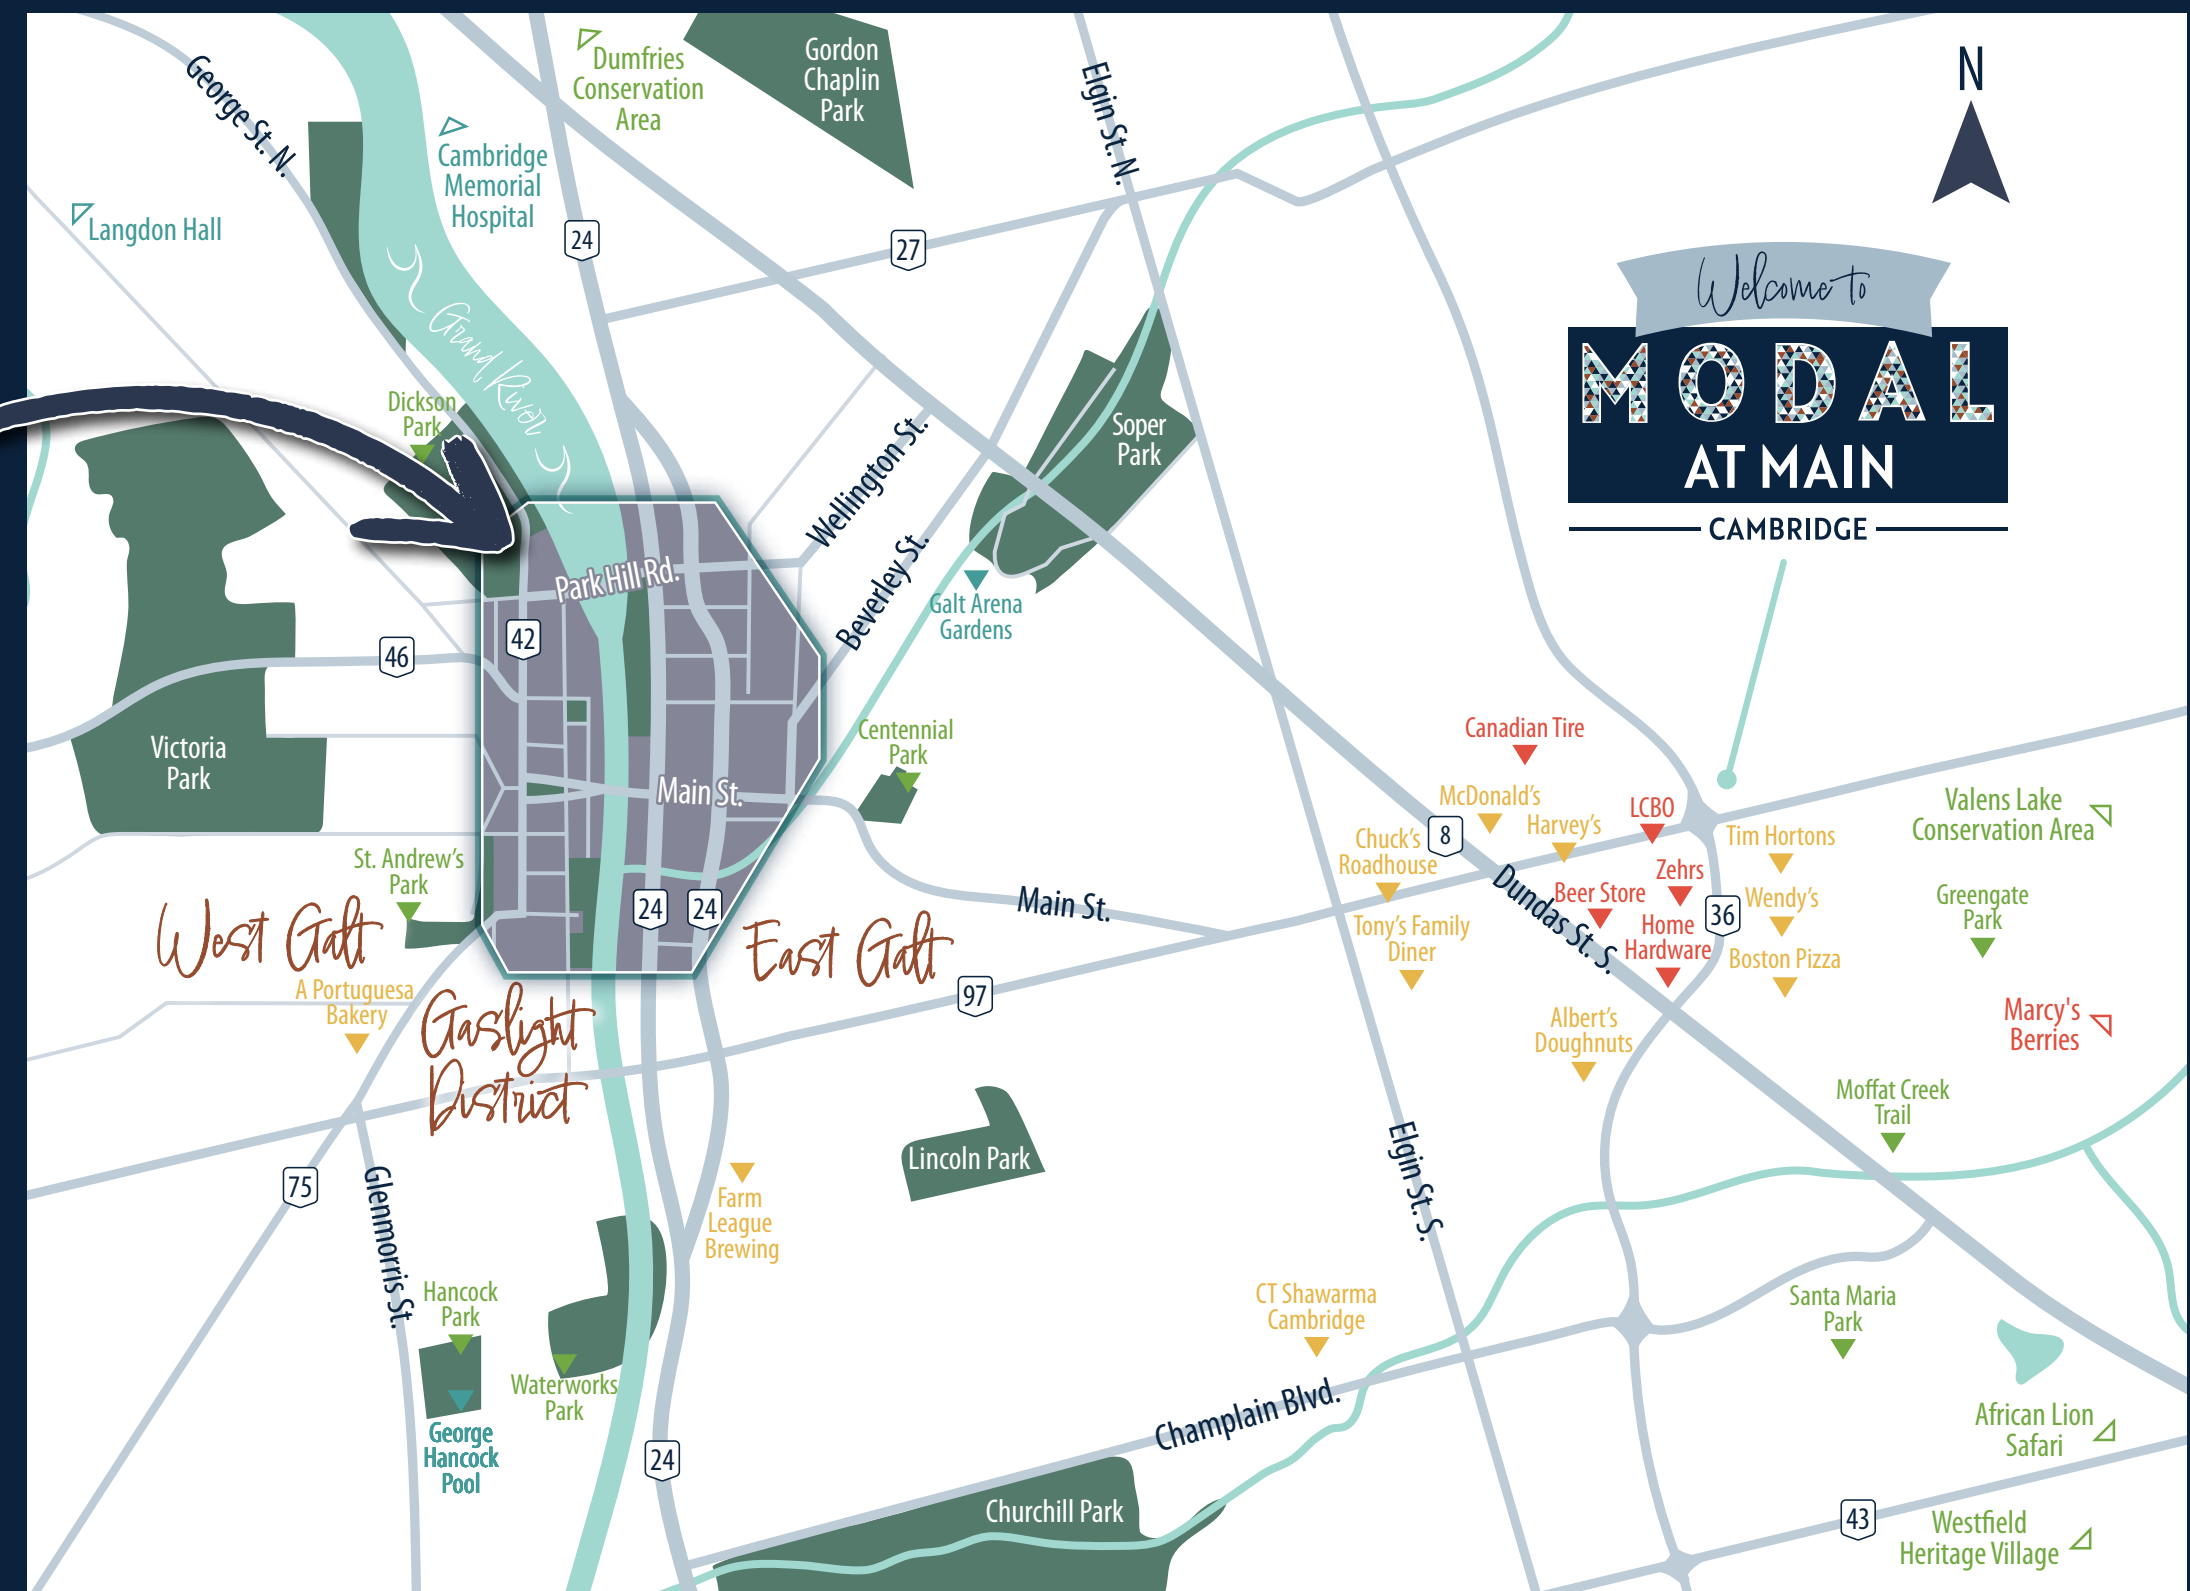 Dumfries
Conservation
Area
Gordon
Chaplin
Park
N
George St. N.
Elgin St. N.
Cambridge
Memorial
Hospital
Langdon Hall
24
27
Welcome to
MODAL
AT MAIN
CAMBRIDGE
Grand River
Dickson
Park
Soper
Park
Wellington St.
Beverley St.
Park Hill Rd.
Galt Arena
Gardens
42
46
Victoria
Park
Centennial
Park
Main St.
Canadian Tire
McDonald's
Harvey's
LCBO
8
Chuck's
Roadhouse
Tim Hortons
Valens Lake
Conservation Area
St. Andrew's
Park
Zehrs
Beer Store
Wendy's
36
Greengate
Park
24
24
Main St.
Dundas St. S.
Tony's Family
Diner
Home
Hardware
Boston Pizza
West Galt
East Galt
A Portuguesa
Bakery
97
Gaslight
District
Albert's
Doughnuts
Marcy's
Berries
Moffat Creek
Trail
Lincoln Park
75
Glenmorris St.
Farm
League
Brewing
Elgin St. S.
Hancock
Park
CT Shawarma
Cambridge
Santa Maria
Park
Waterworks
Park
George
Hancock
Pool
Champlain Blvd.
African Lion
Safari
24
Churchill Park
43
Westfield
Heritage Village